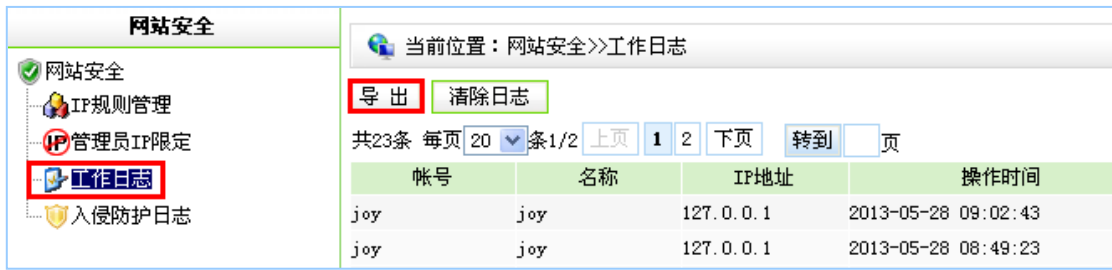 网站安全
网站安全
IP规则管理
管理员IP限定
工作日志
入侵防护日志
当前位置：网站安全>>工作日志
导 出 清除日志
共23条 每页 20 条1/2 上页 1 2 下页 转到 页
帐号 名称 IP地址 操作时间
joy joy 127.0.0.1 2013-05-28 09:02:43
joy joy 127.0.0.1 2013-05-28 08:49:23